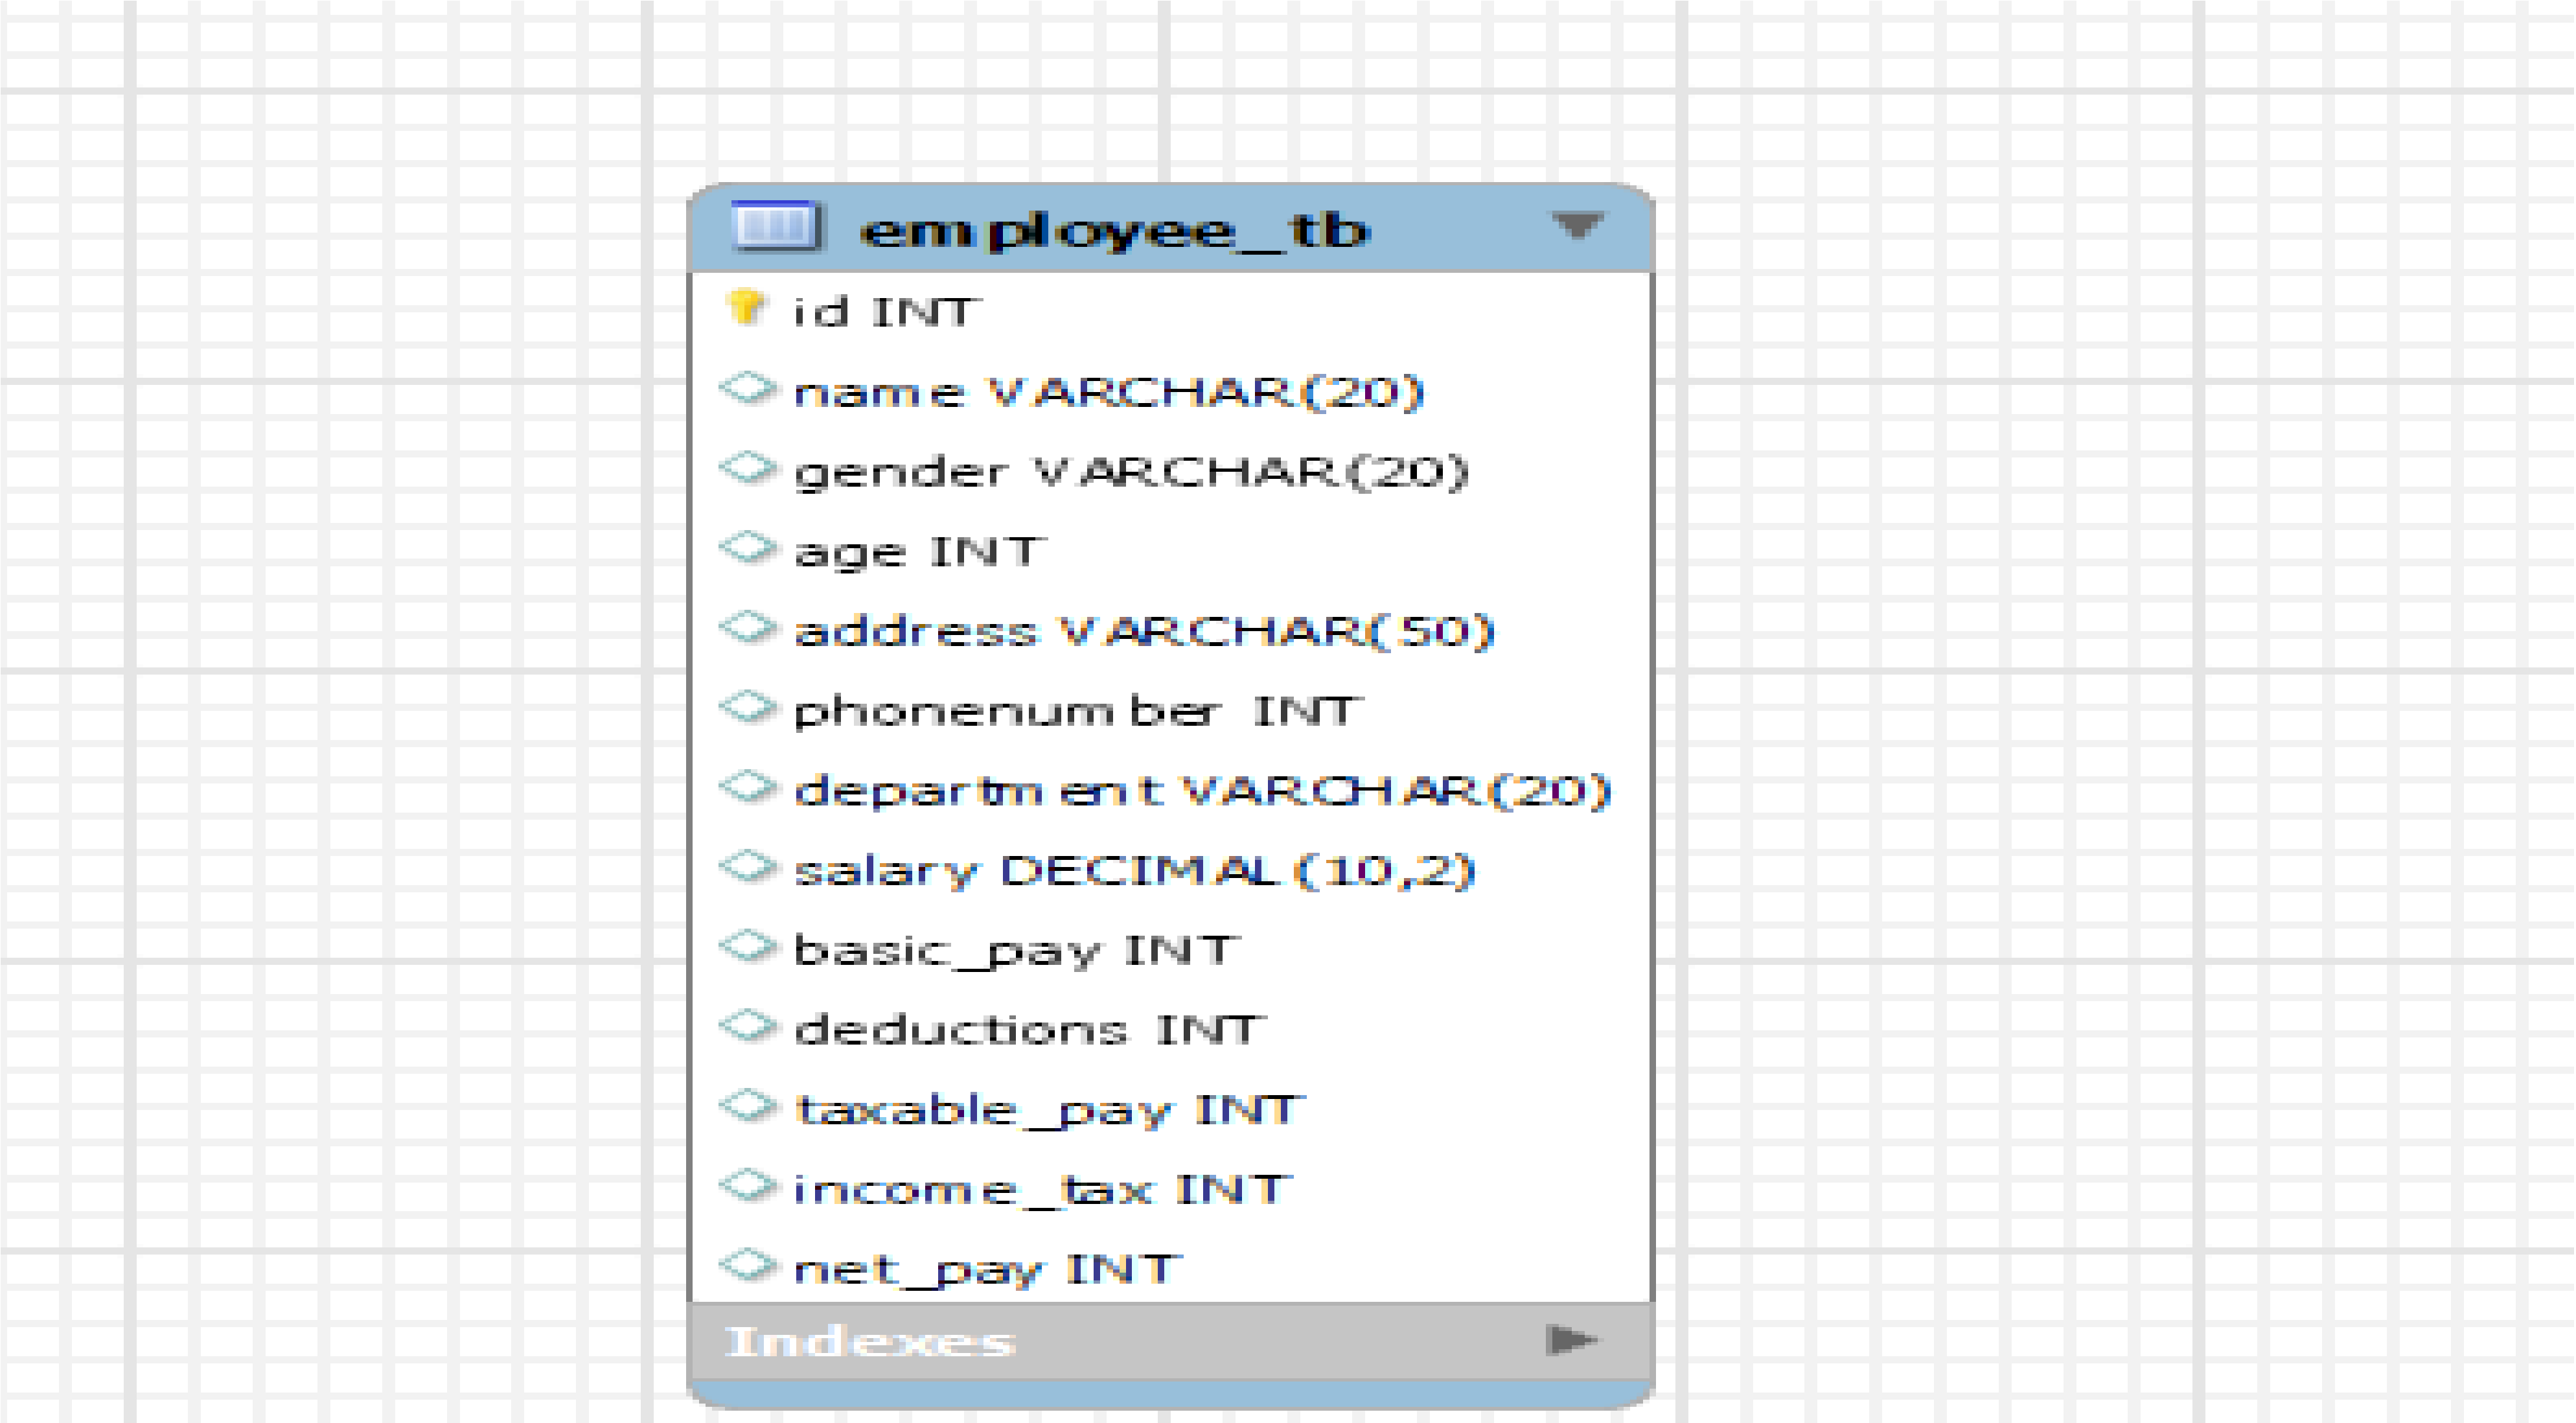 employee_tb
id INT
name VARCHAR(20)
gender VARCHAR(20)
age INT
address VARCHAR(50)
phonenumber INT
department VARCHAR(20)
salary DECIMAL(10,2)
basic_pay INT
deductions INT
taxable_pay INT
income_tax INT
net_pay INT
Indexes